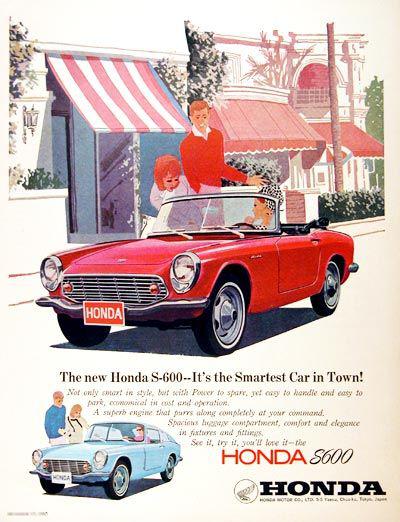 HONDA
The new Honda S-600--It's the Smartest Car in Town!
Not only smart in style, but with Power to spare, yet easy to handle and easy to
park, economical in cost and operation.
A superb engine that purrs along completely at your command.
Spacious luggage compartment, comfort and elegance
in fixtures and fittings.
See it, try it, you'll love it—the
HONDA S600
HONDA
HONDA
HONDA MOTOR CO., LTD. 5-5 Yaesu, Chuo-ku, Tokyo, Japan